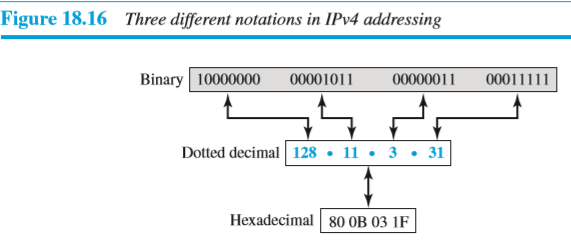 Figure 18.16 Three different notations in IPv4 addressing
Binary 10000000 00001011 00000011 00011111
Dotted decimal 128 • 11 • 3 • 31
Hexadecimal 80 0B 03 1F